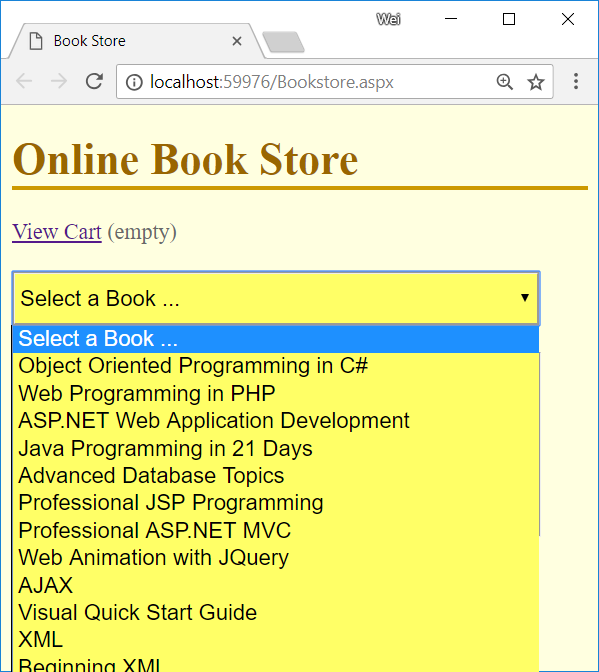 Wei
Book Store
localhost:59976/Bookstore.aspx
Online Book Store
View Cart (empty)
Select a Book ...
Select a Book ...
Object Oriented Programming in C#
Web Programming in PHP
ASP.NET Web Application Development
Java Programming in 21 Days
Advanced Database Topics
Professional JSP Programming
Professional ASP.NET MVC
Web Animation with JQuery
AJAX
Visual Quick Start Guide
XML
Beginning XML